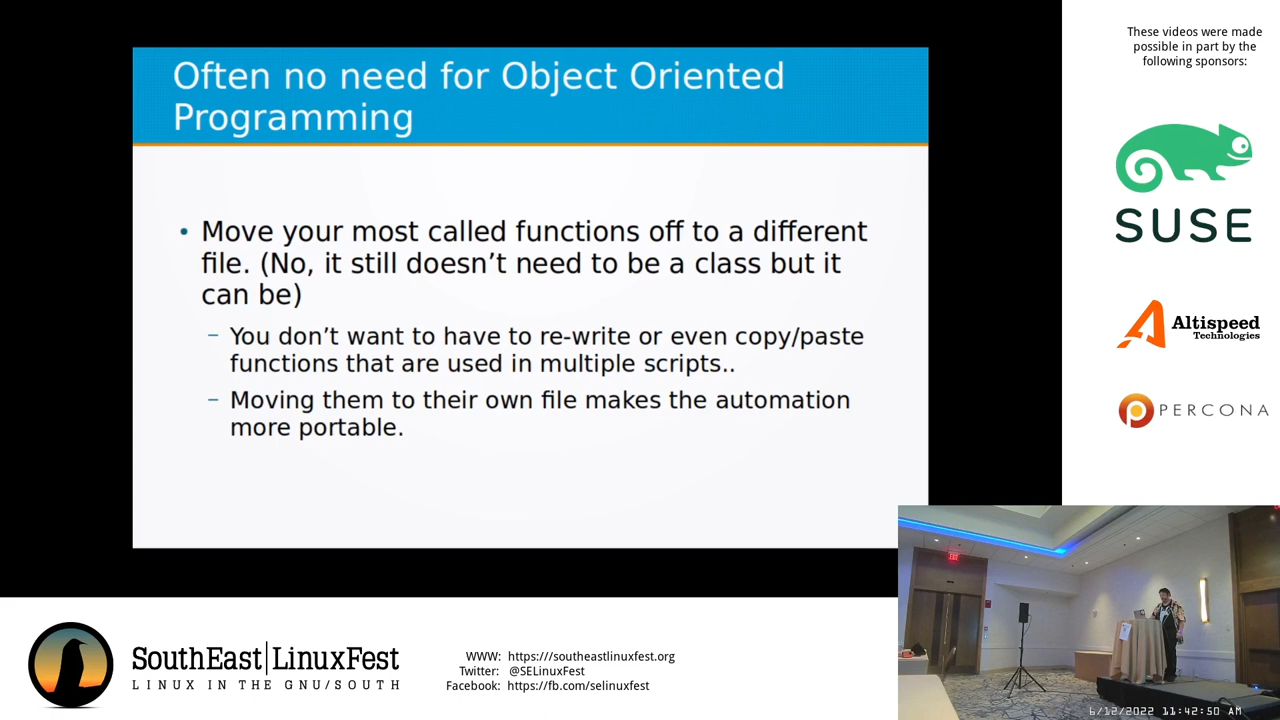 Often no need for Object Oriented
Programming
• Move your most called functions off to a different
file. (No, it still doesn’t need to be a class but it
can be)
– You don’t want to have to re-write or even copy/paste
functions that are used in multiple scripts..
– Moving them to their own file makes the automation
more portable.
These videos were made
possible in part by the
following sponsors:
SUSE
Altispeed
Technologies
PERCONA
SouthEast|LinuxFest
LINUX IN THE GNU/SOUTH
WWW: https://southeastlinuxfest.org
Twitter: @SELinuxFest
Facebook: https://fb.com/selinuxfest
6/12/2022 11:42:50 AM